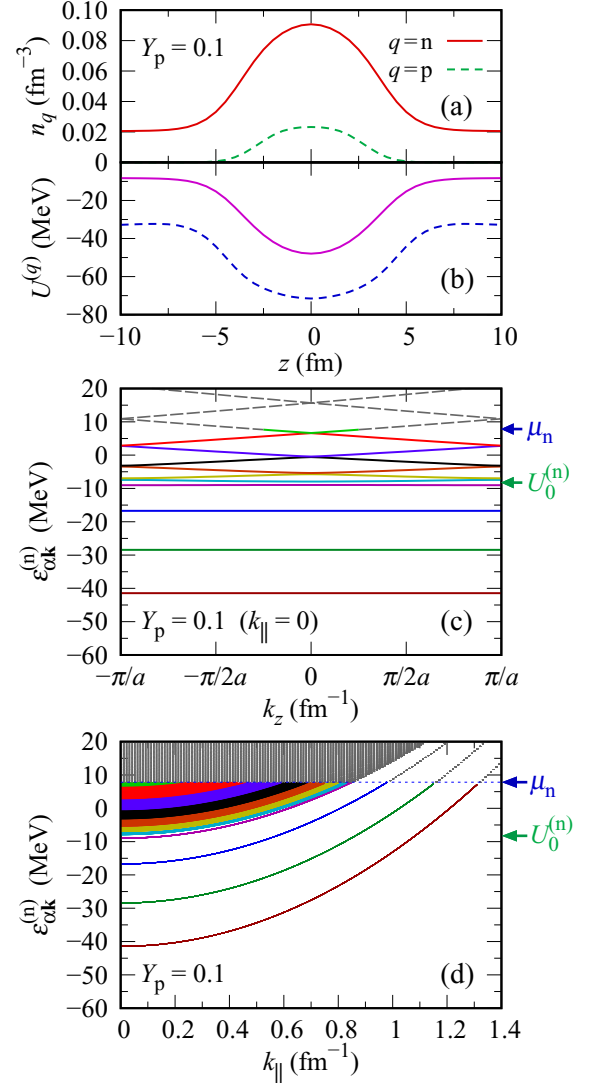 0.10
0.08
0.06
0.04
0.02
0
n_q (fm⁻³)
Y_p = 0.1
q = n
q = p
(a)
−20
−40
−60
−80
U^(q) (MeV)
(b)
−10 −5 0 5 10
z (fm)
20
10
0
−10
−20
−30
−40
−50
−60
ε_αk^(n) (MeV)
μ_n
U_0^(n)
Y_p = 0.1 (k_∥ = 0)
(c)
−π/a −π/2a 0 π/2a π/a
k_z (fm⁻¹)
20
10
0
−10
−20
−30
−40
−50
−60
ε_αk^(n) (MeV)
μ_n
U_0^(n)
Y_p = 0.1
(d)
0 0.2 0.4 0.6 0.8 1 1.2 1.4
k_∥ (fm⁻¹)